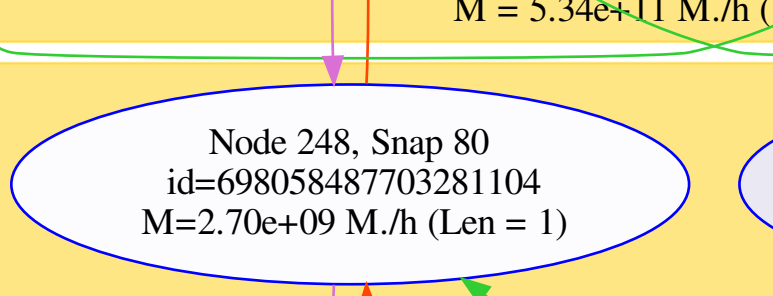 M = 5.34e+11 M./h (
Node 248, Snap 80
id=698058487703281104
M=2.70e+09 M./h (Len = 1)